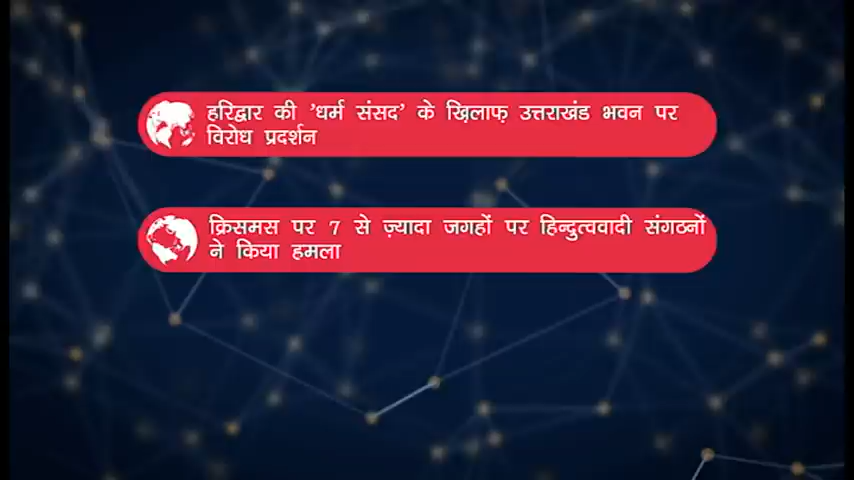 हरिद्वार की 'धर्म संसद' के ख़िलाफ़ उत्तराखंड भवन पर
विरोध प्रदर्शन
क्रिसमस पर 7 से ज़्यादा जगहों पर हिन्दुत्ववादी संगठनों
ने किया हमला